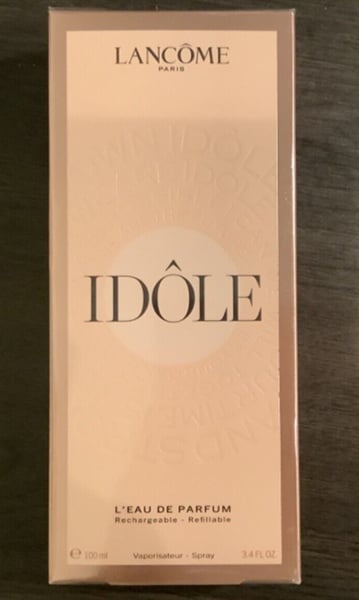 LANCÔME
PARIS
IDÔLE
L'EAU DE PARFUM
Rechargeable - Refillable
℮ 100 ml Vaporisateur - Spray 3.4 FL.OZ.